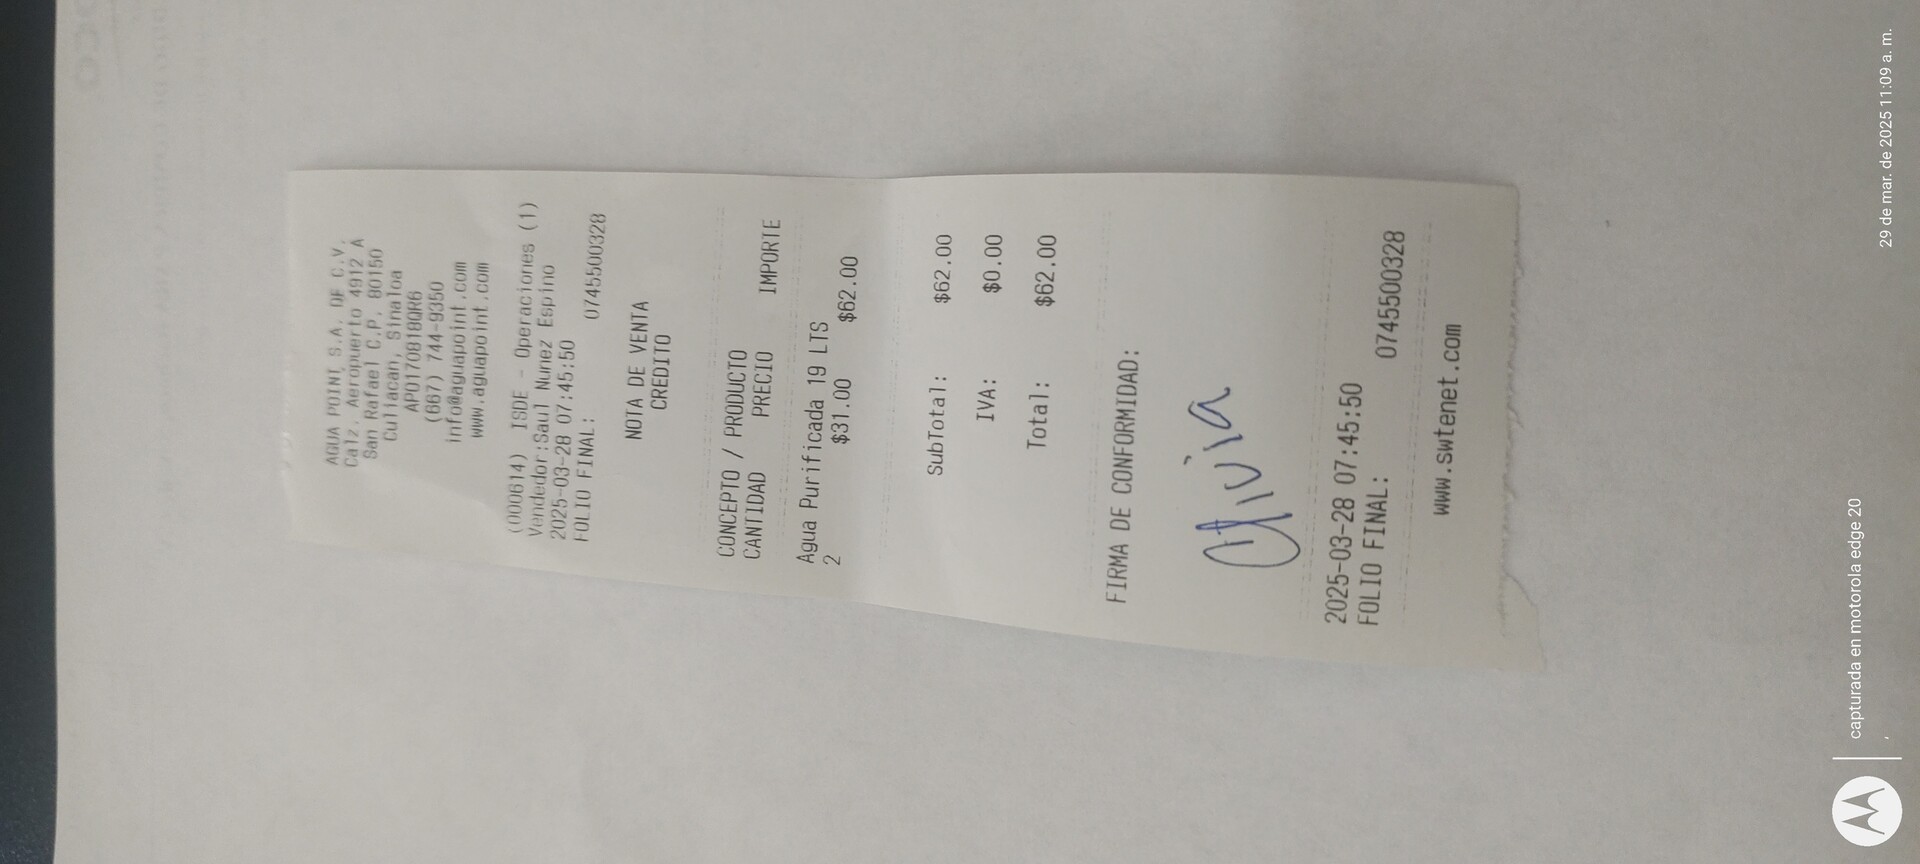 AGUA POINT S.A. DE C.V.
Calz. Aeropuerto 4912 A
San Rafael C.P. 80150
Culiacan, Sinaloa
APO170818QR6
(667) 744-9350
info@aguapoint.com
www.aguapoint.com
(000614) ISDE - Operaciones (1)
Vendedor:Saul Nunez Espino
2025-03-28 07:45:50
FOLIO FINAL: 0745500328
NOTA DE VENTA
CREDITO
CONCEPTO / PRODUCTO
CANTIDAD PRECIO IMPORTE
Agua Purificada 19 LTS
2 $31.00 $62.00
SubTotal: $62.00
IVA: $0.00
Total: $62.00
FIRMA DE CONFORMIDAD:
2025-03-28 07:45:50
FOLIO FINAL: 0745500328
www.swtenet.com
capturada en motorola edge 20
29 de mar. de 2025 11:09 a. m.